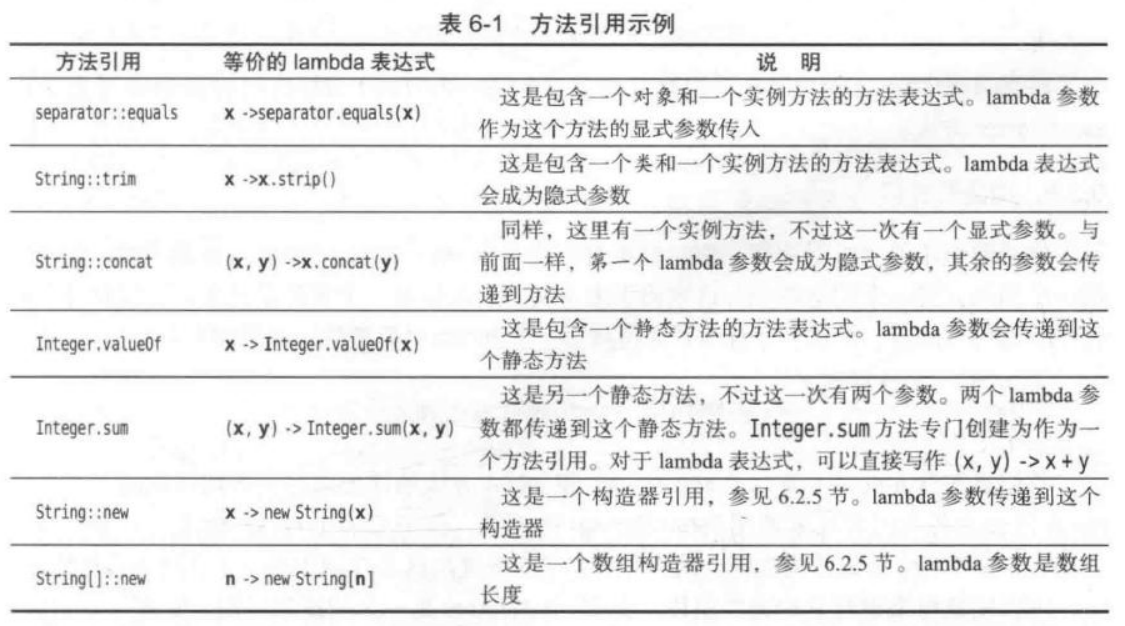 表 6-1 方法引用示例
方法引用 等价的 lambda 表达式 说 明
separator::equals x ->separator.equals(x) 这是包含一个对象和一个实例方法的方法表达式。lambda 参数
作为这个方法的显式参数传入
String::trim x ->x.strip() 这是包含一个类和一个实例方法的方法表达式。lambda 表达式
会成为隐式参数
String::concat (x, y) ->x.concat(y) 同样，这里有一个实例方法，不过这一次有一个显式参数。与
前面一样，第一个 lambda 参数会成为隐式参数，其余的参数会传
递到方法
Integer.valueOf x -> Integer.valueOf(x) 这是包含一个静态方法的方法表达式。lambda 参数会传递到这
个静态方法
Integer.sum (x, y) -> Integer.sum(x, y) 这是另一个静态方法，不过这一次有两个参数。两个 lambda 参
数都传递到这个静态方法。Integer.sum 方法专门创建为作为一
个方法引用。对于 lambda 表达式，可以直接写作 (x, y) -> x + y
String::new x -> new String(x) 这是一个构造器引用，参见 6.2.5 节。lambda 参数传递到这个
构造器
String[]::new n -> new String[n] 这是一个数组构造器引用，参见 6.2.5 节。lambda 参数是数组
长度